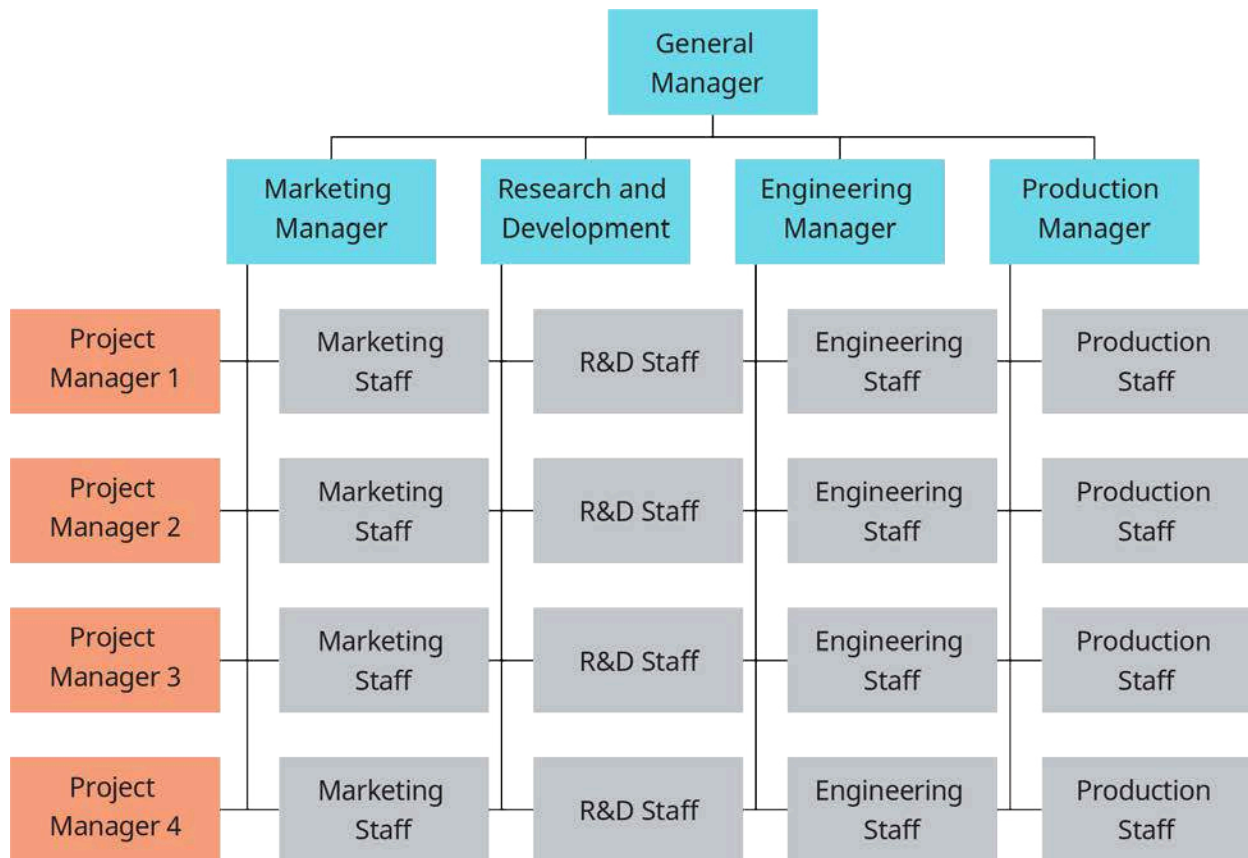 General
Manager
Marketing
Manager
Research and
Development
Engineering
Manager
Production
Manager
Project
Manager 1
Marketing
Staff
R&D Staff
Engineering
Staff
Production
Staff
Project
Manager 2
Marketing
Staff
R&D Staff
Engineering
Staff
Production
Staff
Project
Manager 3
Marketing
Staff
R&D Staff
Engineering
Staff
Production
Staff
Project
Manager 4
Marketing
Staff
R&D Staff
Engineering
Staff
Production
Staff